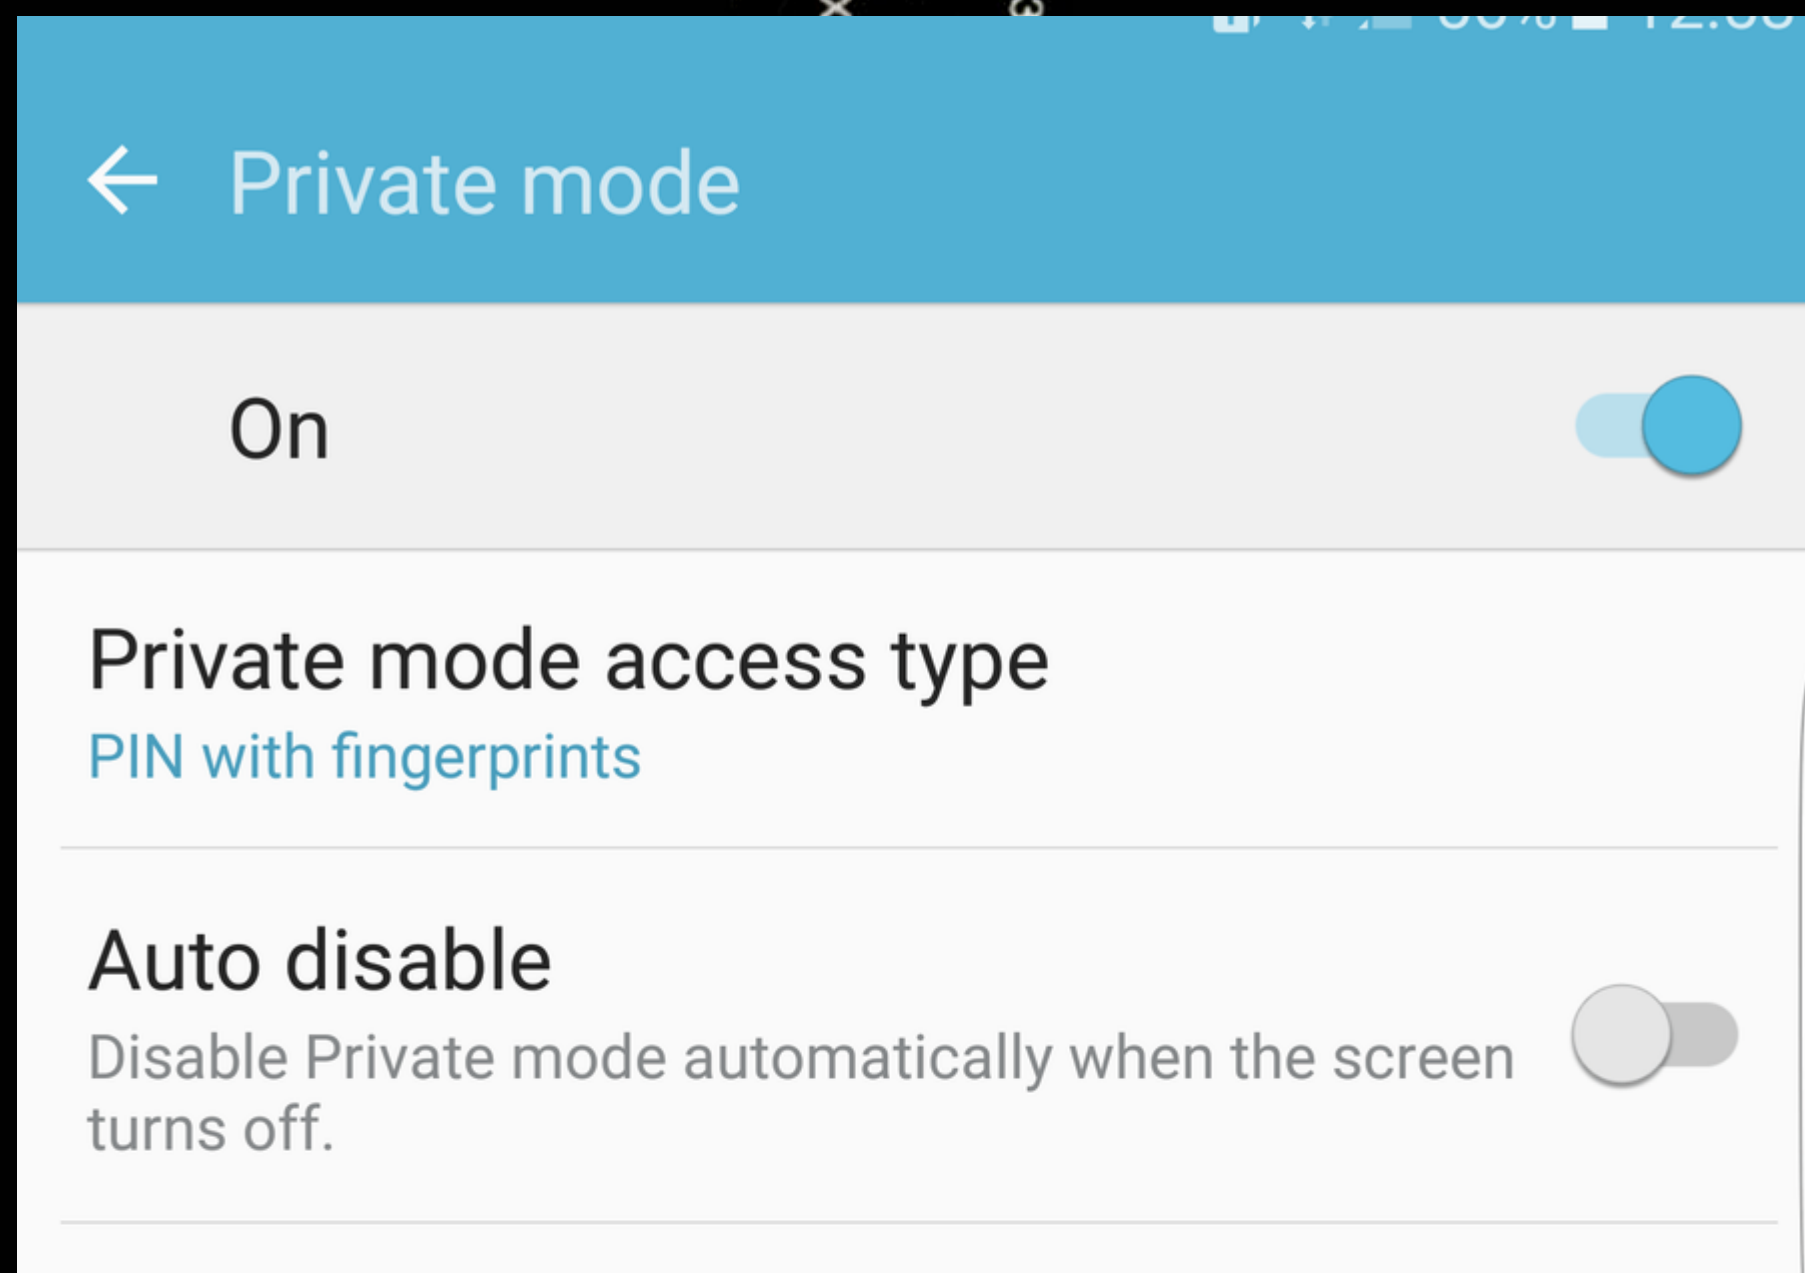 Private mode
On
Private mode access type
PIN with fingerprints
Auto disable
Disable Private mode automatically when the screen
turns off.